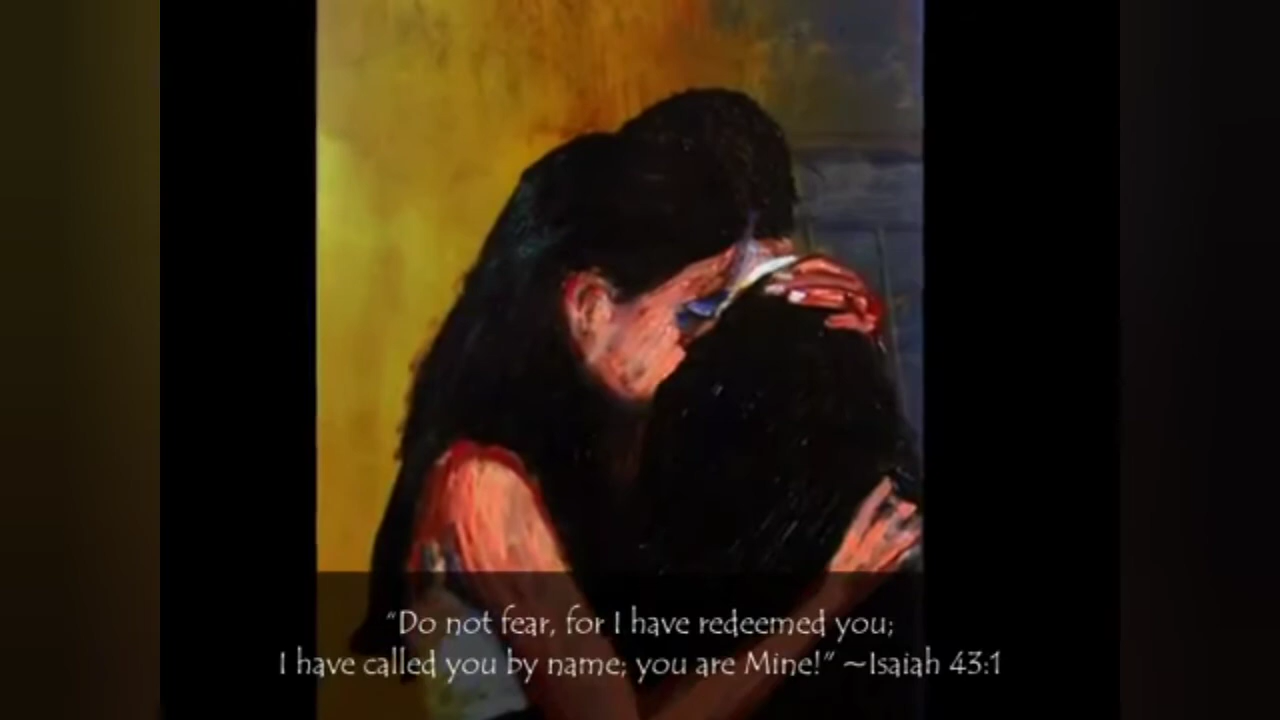 “Do not fear, for I have redeemed you;
I have called you by name; you are Mine!” ~Isaiah 43:1